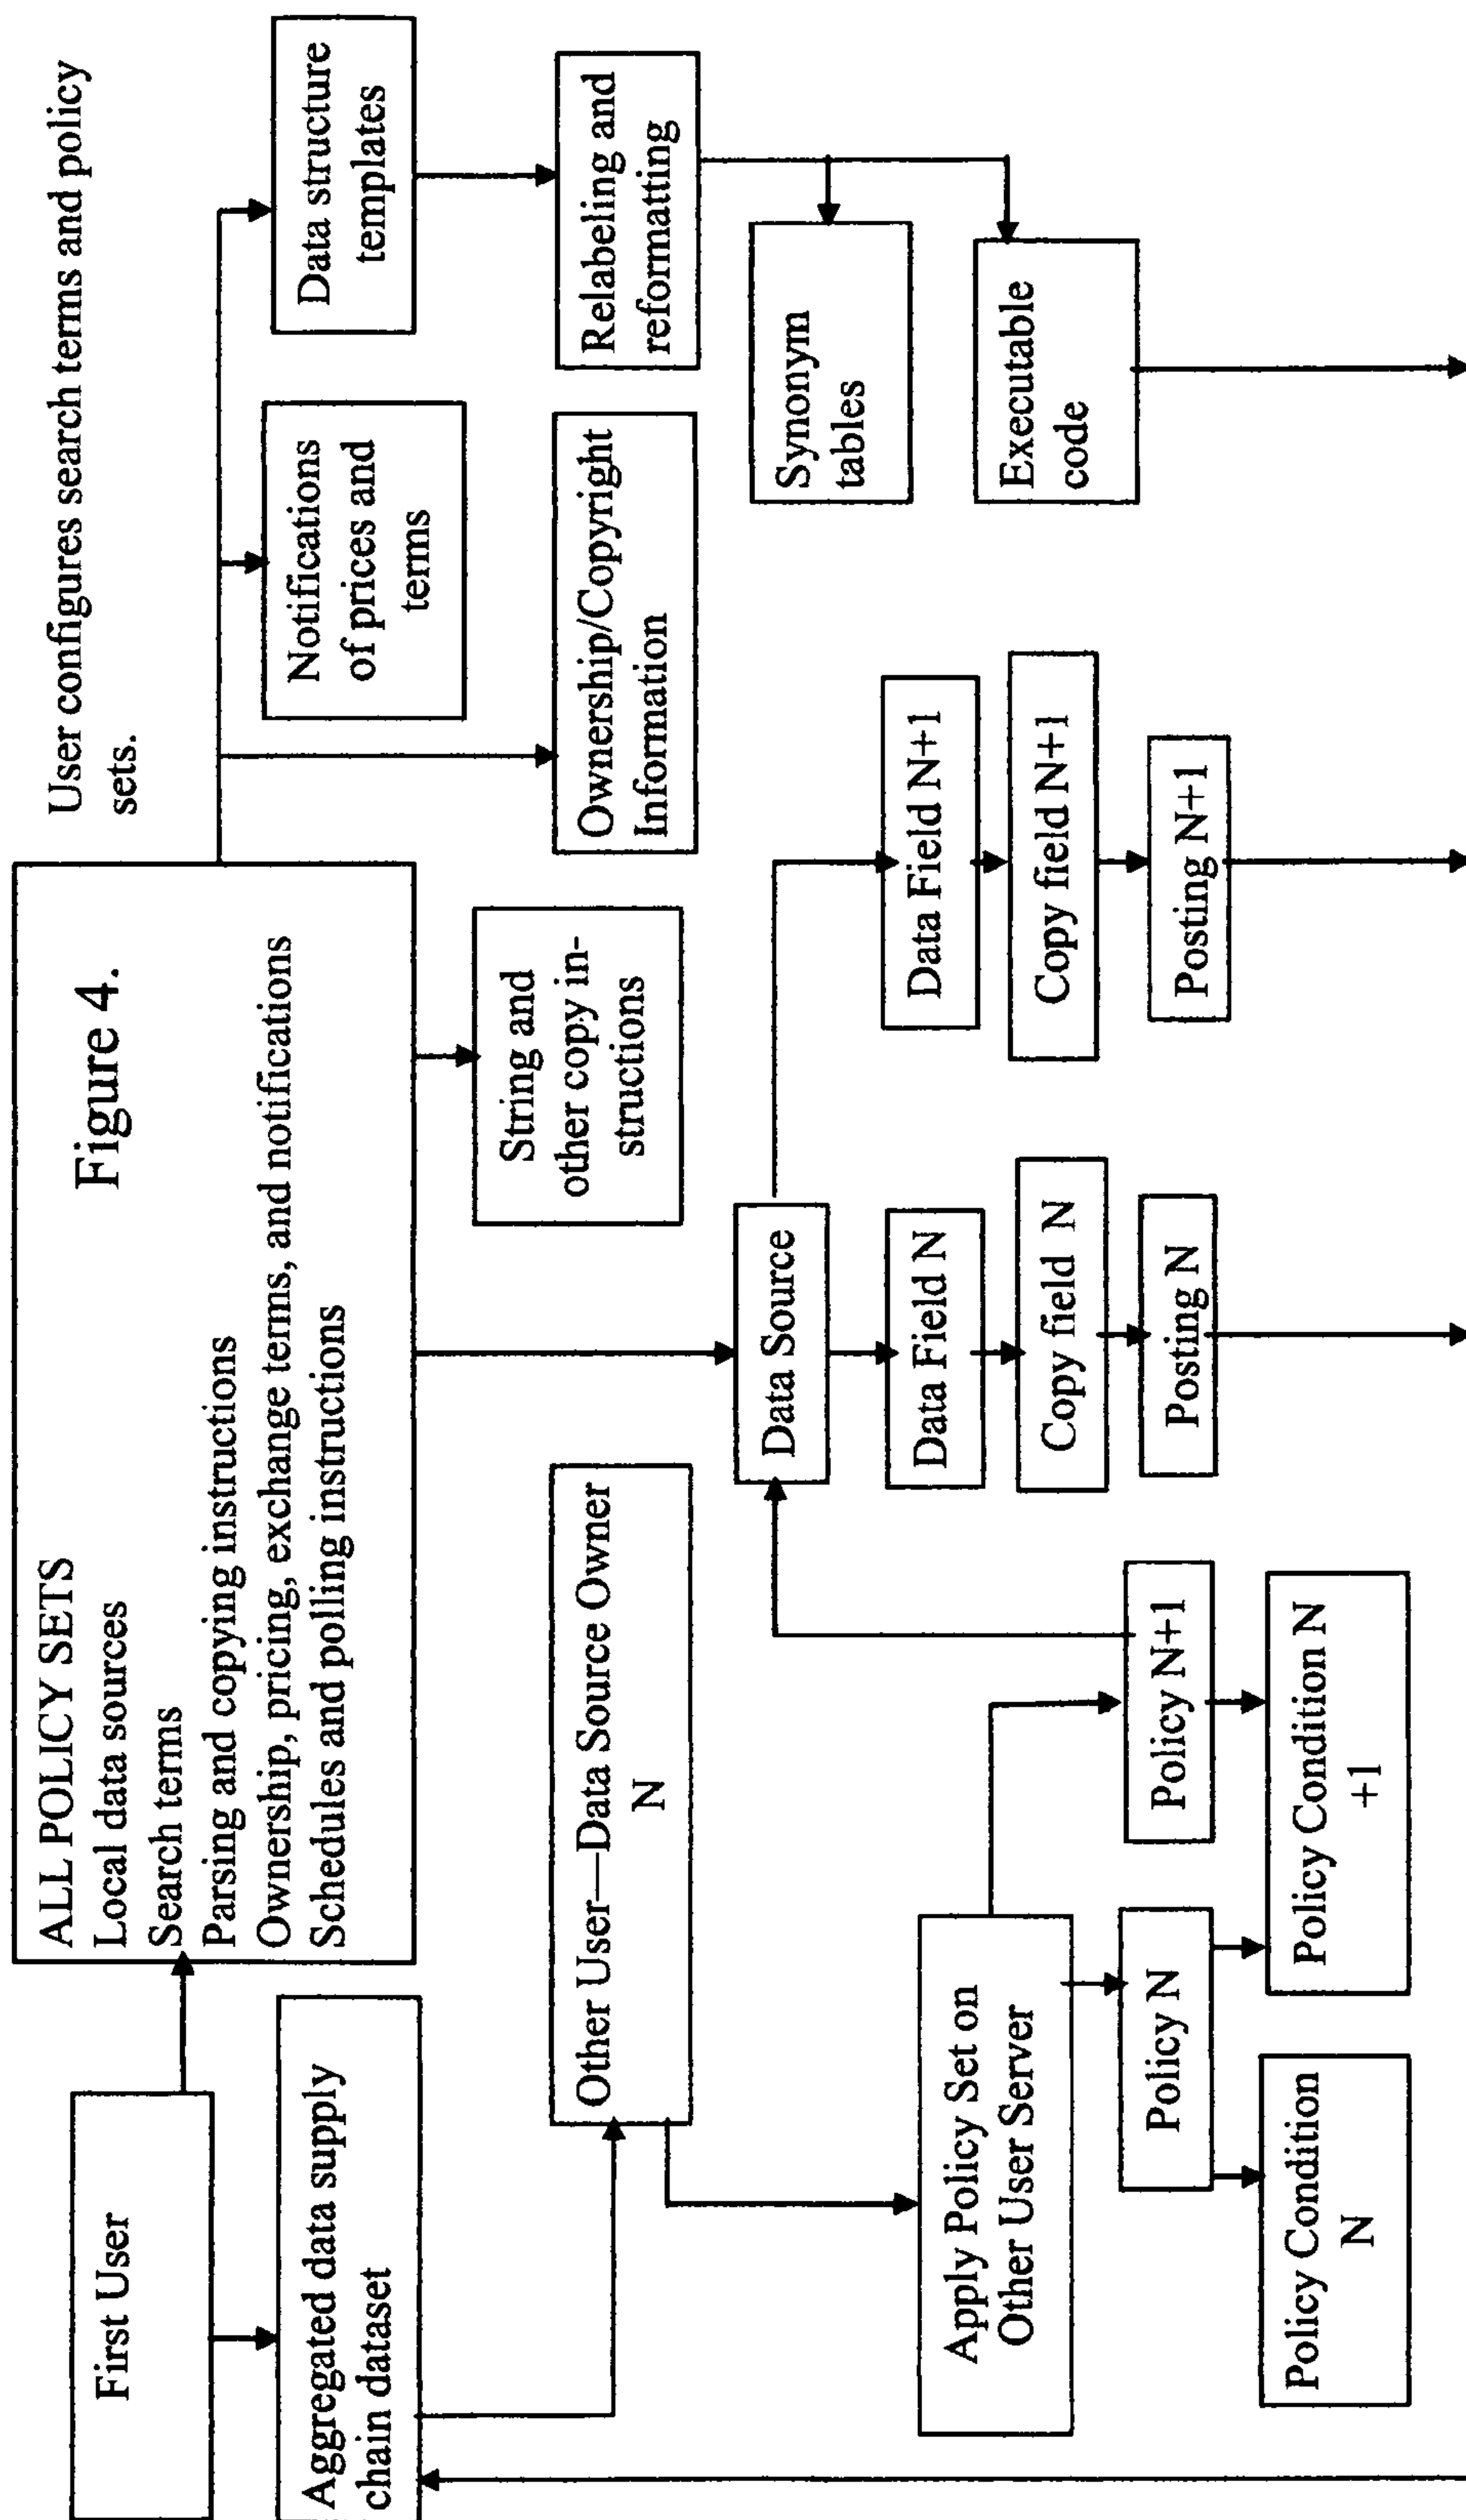 User configures search terms and policy
sets.
Figure 4.
ALL POLICY SETS
Local data sources
Search terms
Parsing and copying instructions
Ownership, pricing, exchange terms, and notifications
Schedules and polling instructions
First User
Aggregated data supply
chain dataset
Notifications
of prices and
terms
Data structure
templates
String and
other copy in-
structions
Ownership/Copyright
Information
Relabeling and
reformatting
Other User—Data Source Owner
N
Data Source
Synonym
tables
Apply Policy Set on
Other User Server
Data Field N
Data Field N+1
Executable
code
Copy field N
Copy field N+1
Policy N
Policy N+1
Posting N
Posting N+1
Policy Condition
N
Policy Condition N
+1